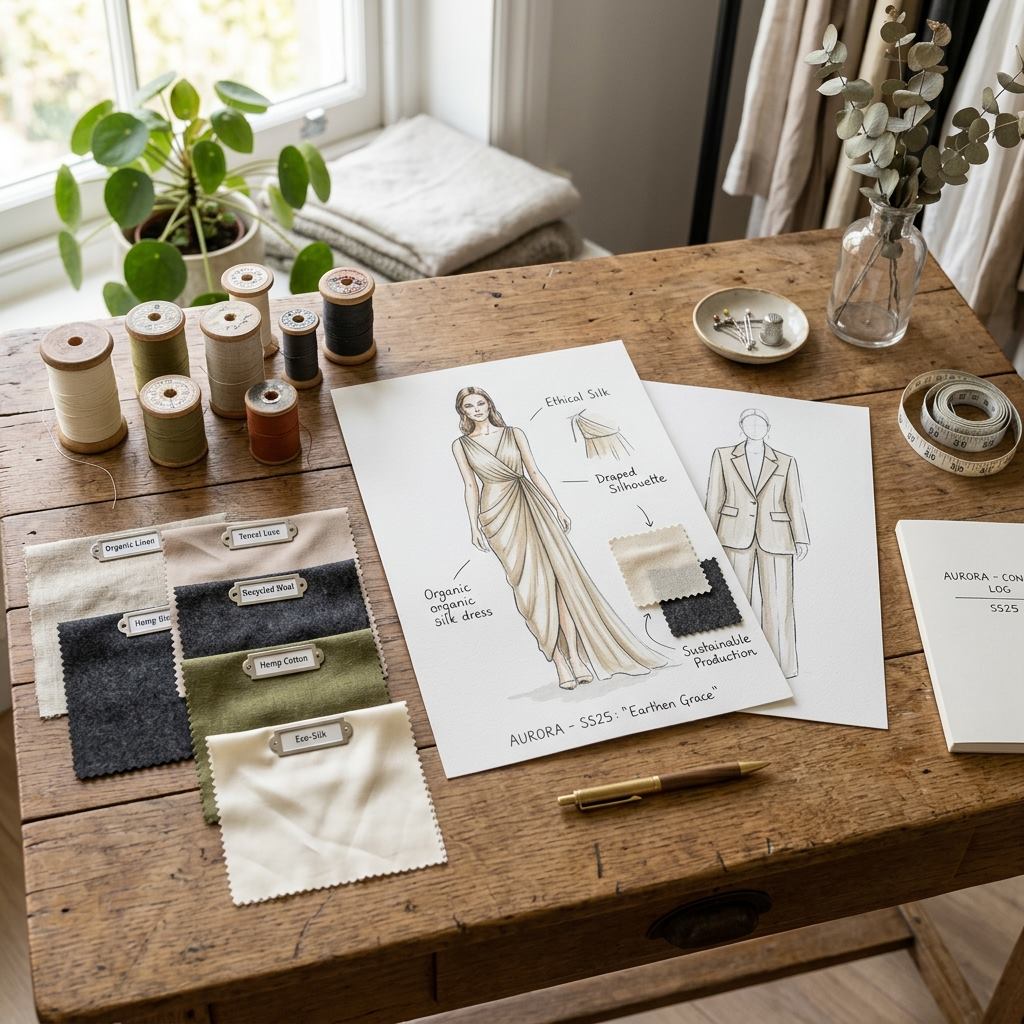 Organic Linen
Tencel Luxe
Recycled Wool
Hemp
Hemp Cotton
Eco-Silk
Ethical Silk
Draped
Silhouette
Organic
organic
silk dress
Sustainable
Production
AURORA - SS25: "Earthen Grace"
AURORA - CON
LOG
SS25